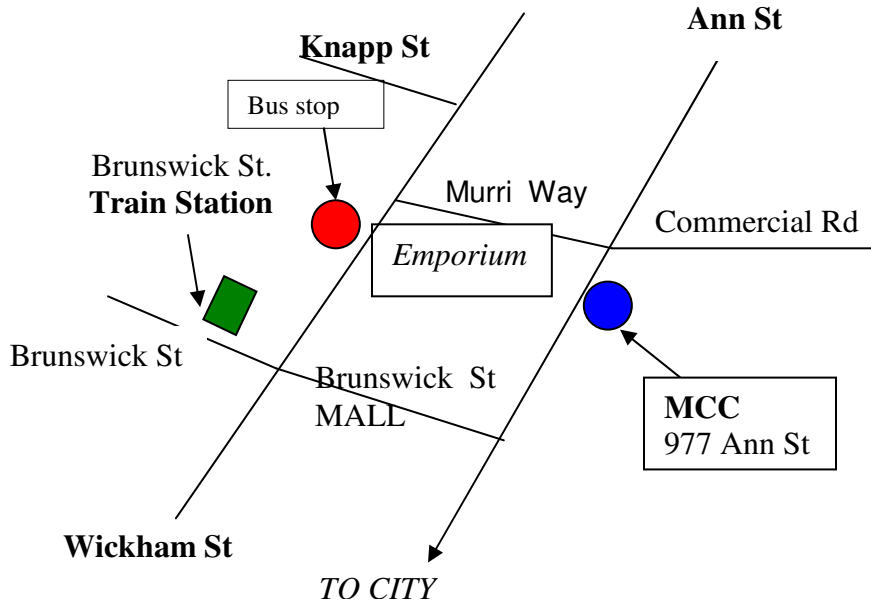 Ann St
Knapp St
Bus stop
Brunswick St.
Train Station
Murri Way
Commercial Rd
Emporium
Brunswick St
Brunswick St
MALL
MCC
977 Ann St
Wickham St
TO CITY